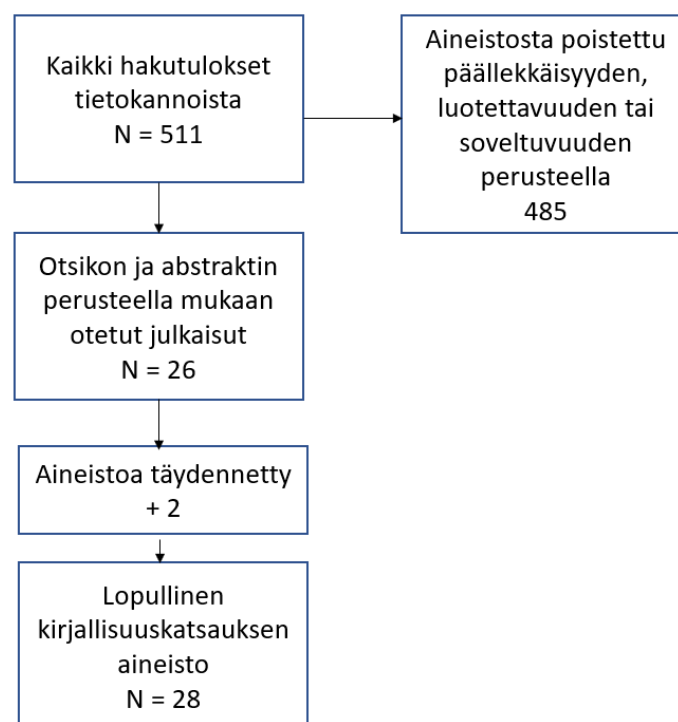 Kaikki hakutulokset
tietokannoista
N = 511
Aineistosta poistettu
päällekkäisyyden,
luotettavuuden tai
soveltuvuuden
perusteella
485
Otsikon ja abstraktin
perusteella mukaan
otetut julkaisut
N = 26
Aineistoa täydennetty
+ 2
Lopullinen
kirjallisuuskatsauksen
aineisto
N = 28